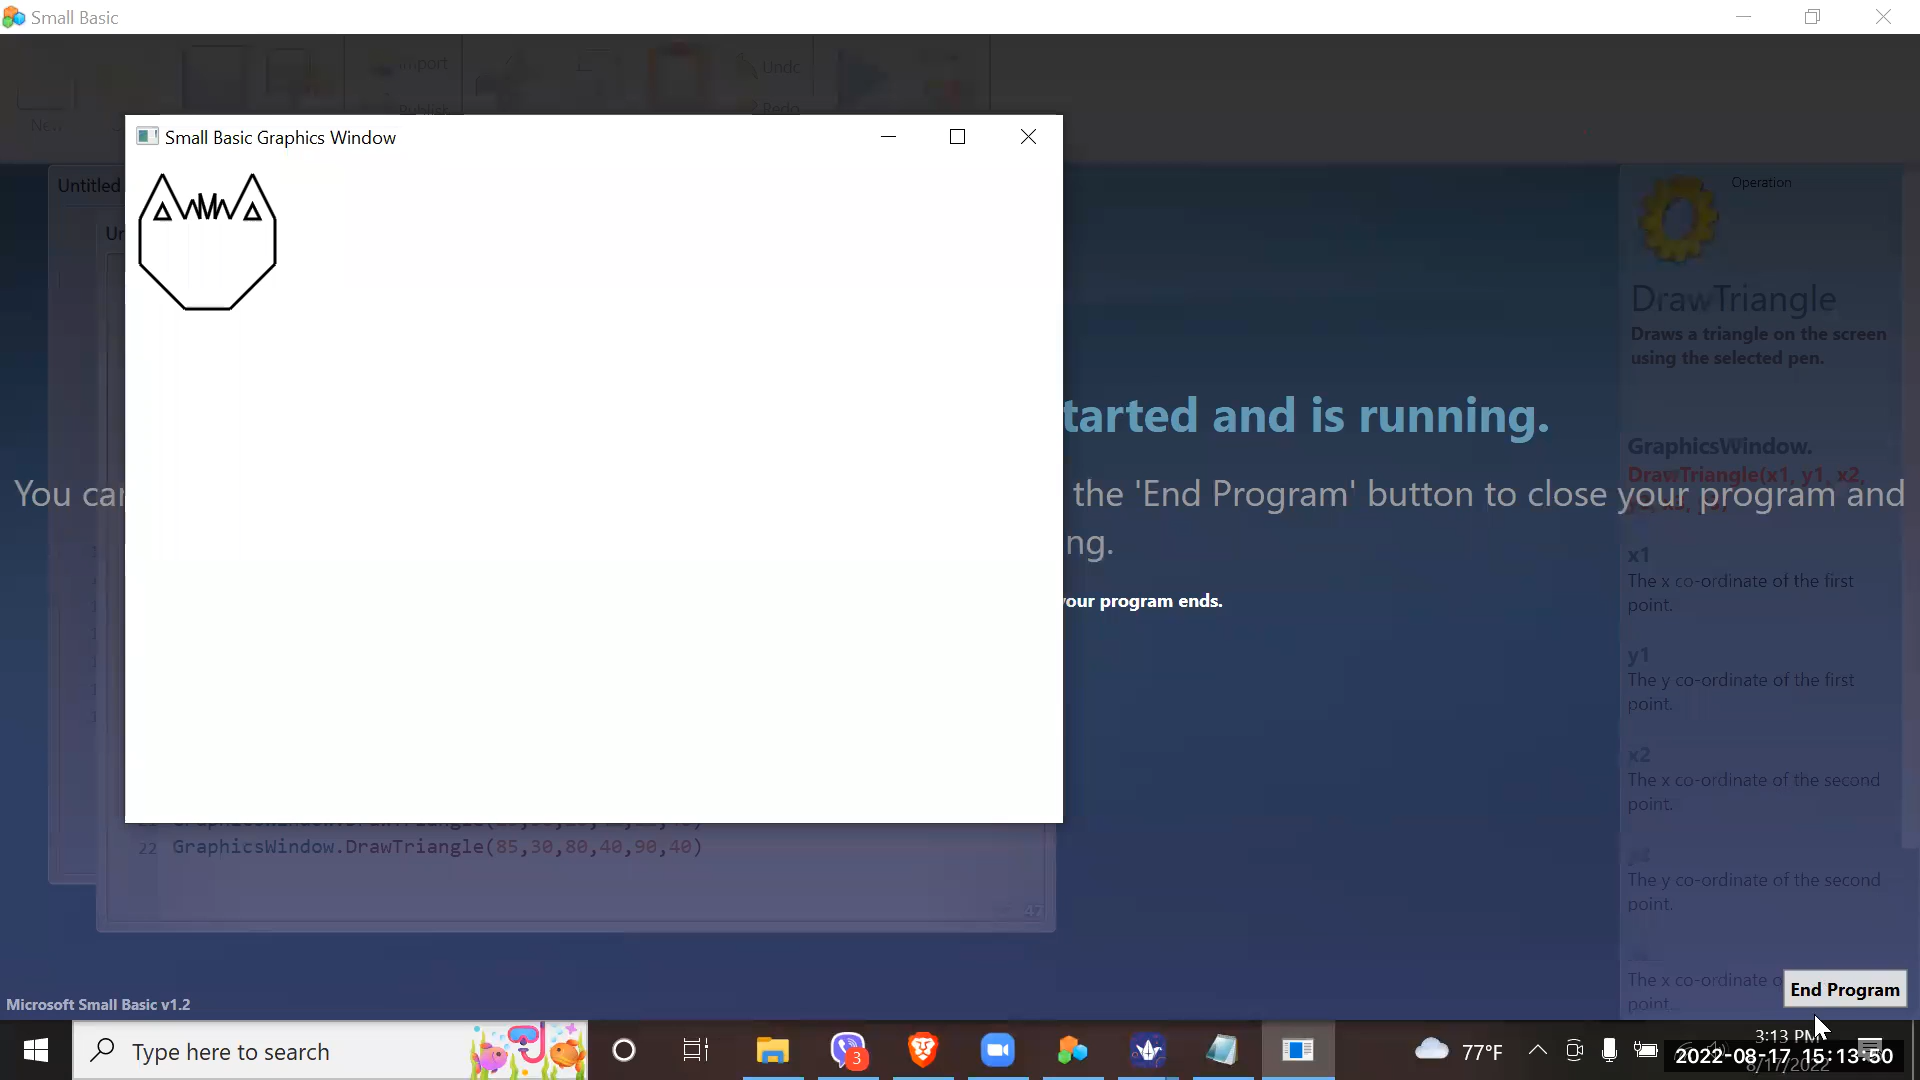 Small Basic
Import
Undo
New
Publish
Redo
Small Basic Graphics Window
Untitled
Operation
DrawTriangle
Draws a triangle on the screen
using the selected pen.
tarted and is running.
GraphicsWindow.
DrawTriangle(x1, y1, x2,
You can
the 'End Program' button to close your program and
ng.
x1
The x co-ordinate of the first
point.
your program ends.
y1
The y co-ordinate of the first
point.
x2
The x co-ordinate of the second
point.
22 GraphicsWindow.DrawTriangle(85,30,80,40,90,40)
The y co-ordinate of the second
point.
The x co-ordinate
point.
End Program
Microsoft Small Basic v1.2
Type here to search
3
77°F
3:13 PM
2022-08-17 15:13:50
8/17/2022